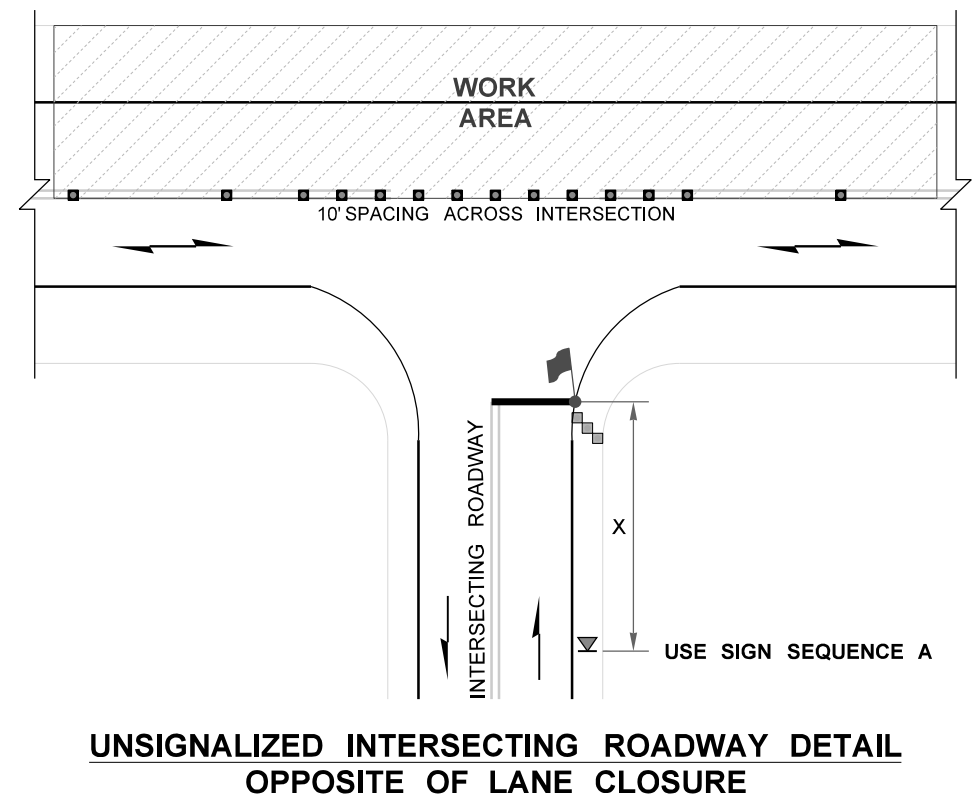 WORK
AREA
10' SPACING ACROSS INTERSECTION
INTERSECTING ROADWAY
X
USE SIGN SEQUENCE A
UNSIGNALIZED INTERSECTING ROADWAY DETAIL
OPPOSITE OF LANE CLOSURE